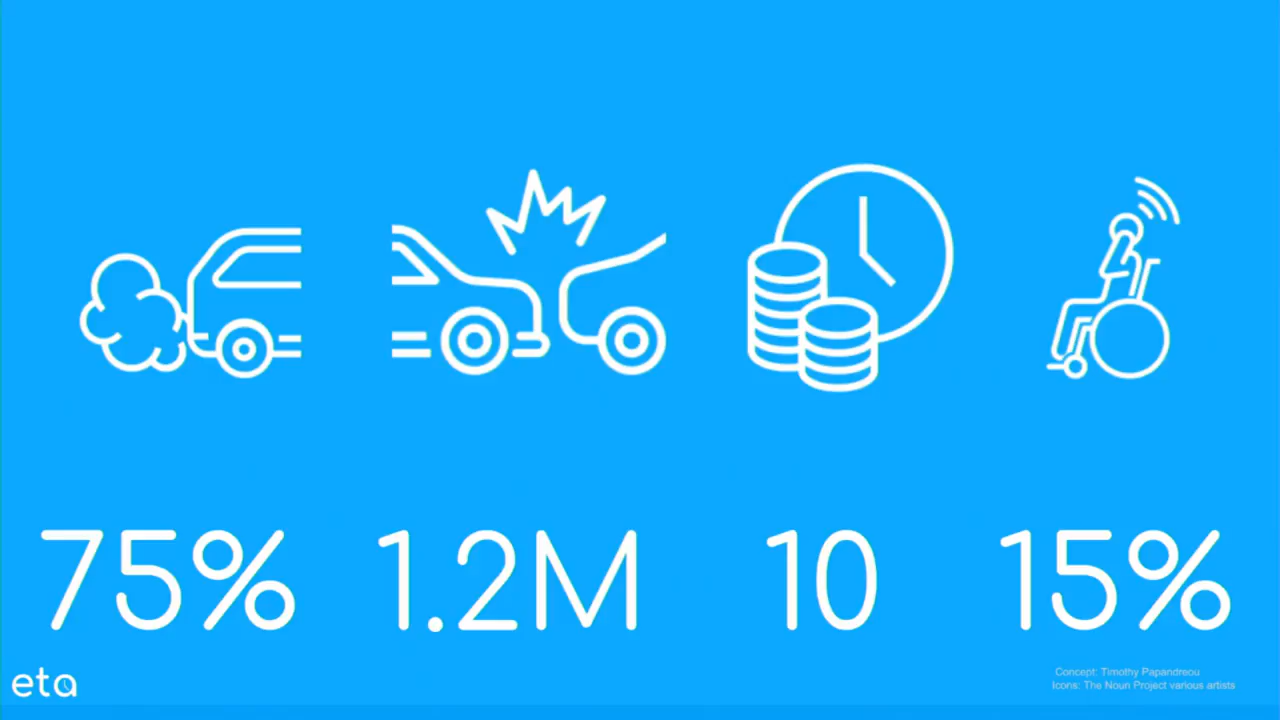 75% 1.2M 10 15%
eta
Concept: Timothy Papandreou
Icons: The Noun Project various artists